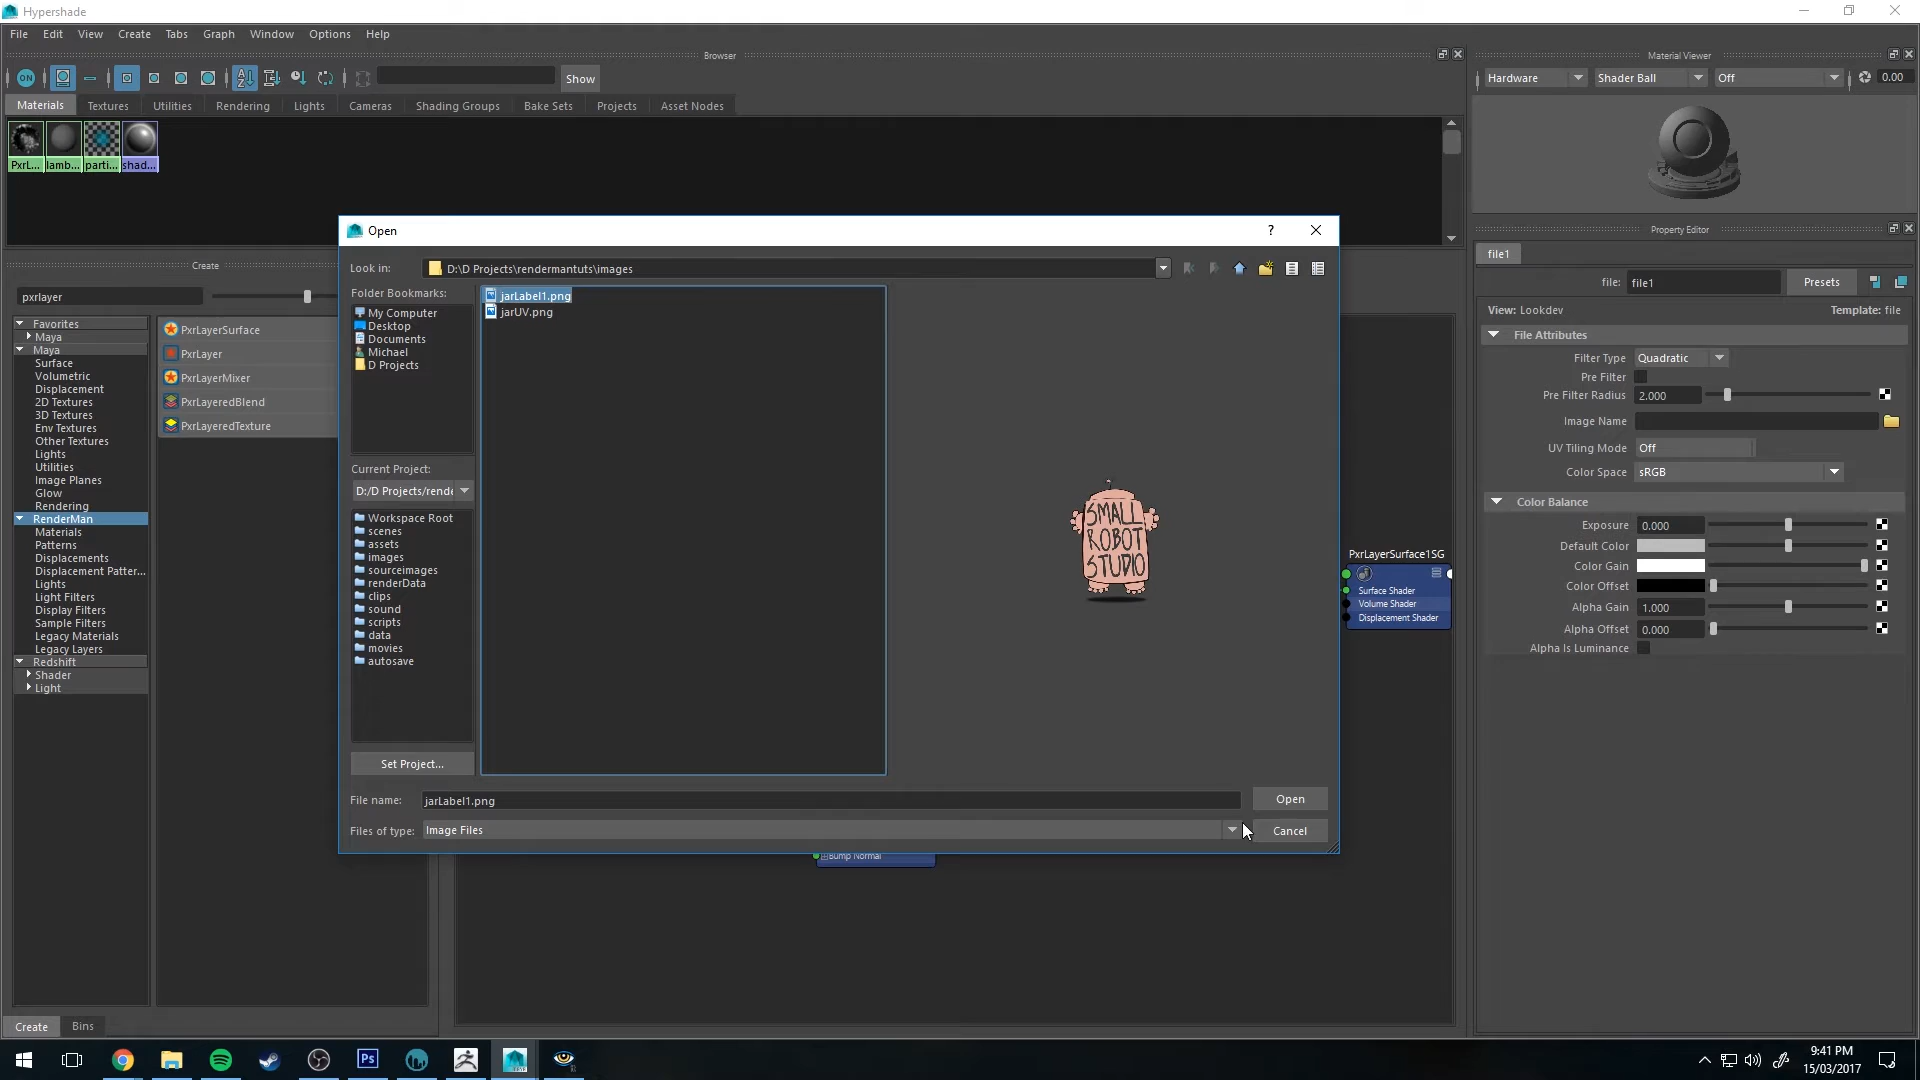 Hypershade
File Edit View Create Tabs Graph Window Options Help
Browser
ON
Show
Materials Textures Utilities Rendering Lights Cameras Shading Groups Bake Sets Projects Asset Nodes
PxrL... lamb... parti... shad...
Material Viewer
Hardware Shader Ball Off 0.00
Create
pxrlayer
Favorites
Maya
Maya
Surface
Volumetric
Displacement
2D Textures
3D Textures
Env Textures
Other Textures
Lights
Utilities
Image Planes
Glow
Rendering
RenderMan
Materials
Patterns
Displacements
Displacement Patter...
Lights
Light Filters
Display Filters
Sample Filters
Legacy Materials
Legacy Layers
Redshift
Shader
Light
PxrLayerSurface
PxrLayer
PxrLayerMixer
PxrLayeredBlend
PxrLayeredTexture
Create Bins
Open
?
Look in: D:\D Projects\rendermantuts\images
Folder Bookmarks:
My Computer
Desktop
Documents
Michael
D Projects
Current Project:
D:/D Projects/rende
Workspace Root
scenes
assets
images
sourceimages
renderData
clips
sound
scripts
data
movies
autosave
Set Project...
jarLabel1.png
jarUV.png
SMALL
ROBOT
STUDIO
File name: jarLabel1.png Open
Files of type: Image Files Cancel
Bump Normal
PxrLayerSurface1SG
Surface Shader
Volume Shader
Displacement Shader
Property Editor
file1
file: file1 Presets
View: Lookdev Template: file
File Attributes
Filter Type Quadratic
Pre Filter
Pre Filter Radius 2.000
Image Name
UV Tiling Mode Off
Color Space sRGB
Color Balance
Exposure 0.000
Default Color
Color Gain
Color Offset
Alpha Gain 1.000
Alpha Offset 0.000
Alpha Is Luminance
Ps
9:41 PM
15/03/2017